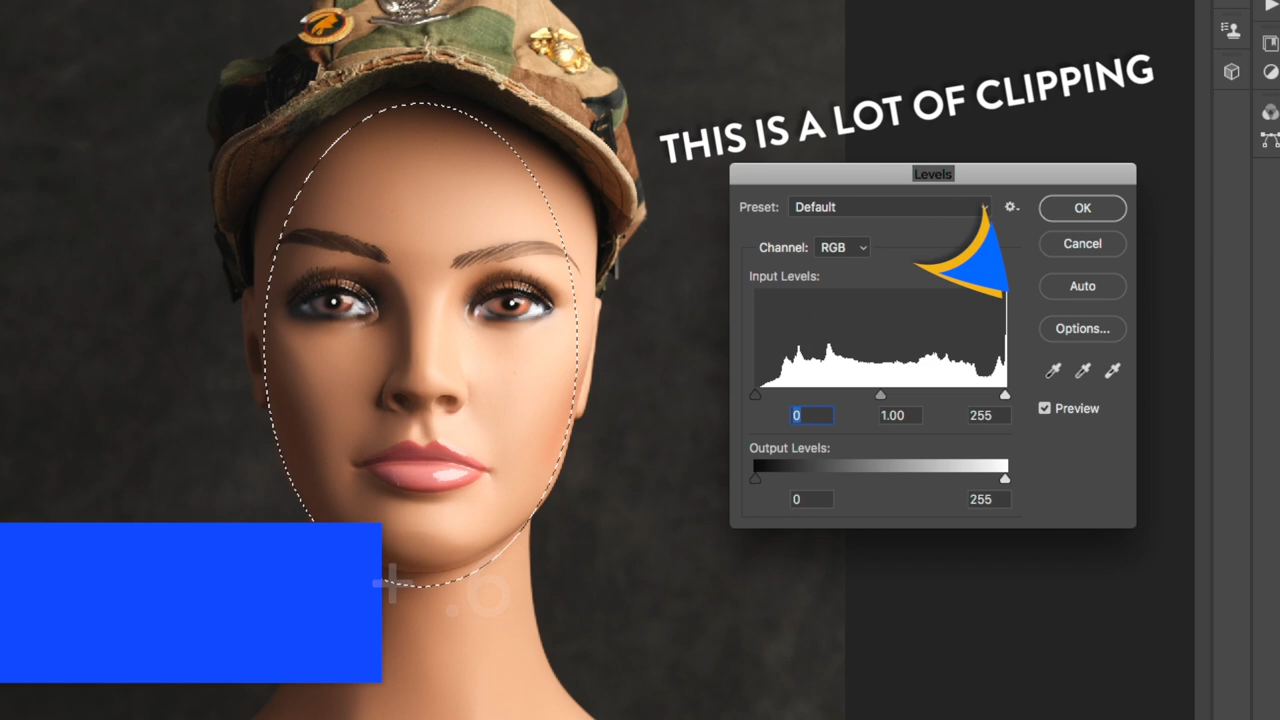 THIS IS A LOT OF CLIPPING
Levels
Preset: Default
OK
Channel: RGB
Cancel
Input Levels:
Auto
Options...
0 1.00 255
Preview
Output Levels:
0 255
+ .6